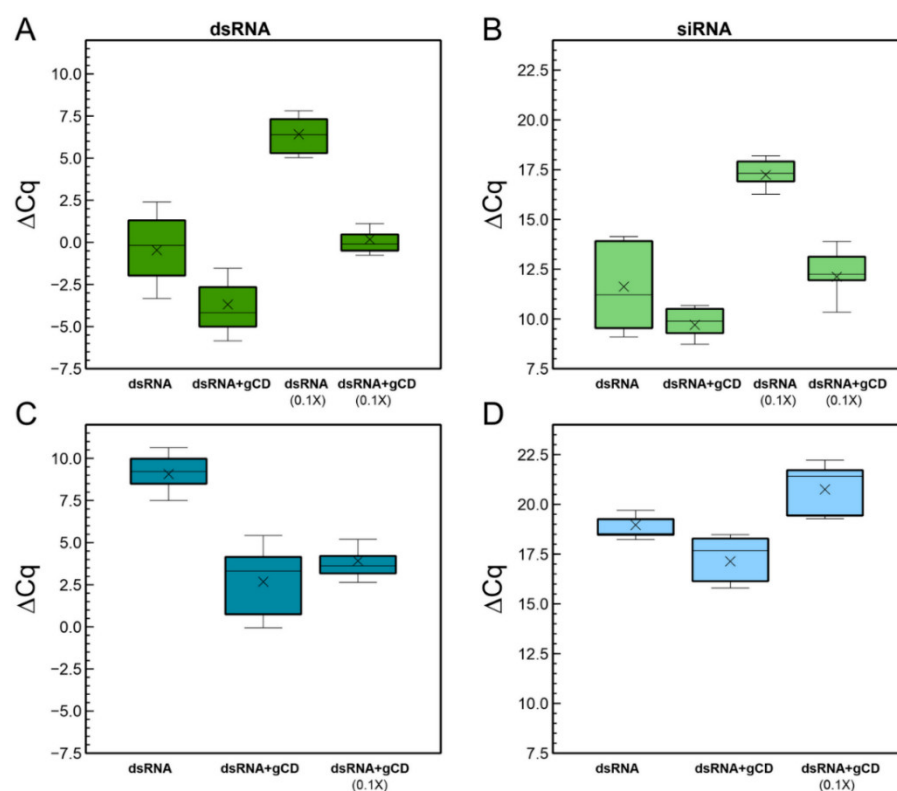 A
dsRNA
ΔCq
10.0
7.5
5.0
2.5
0.0
-2.5
-5.0
-7.5
dsRNA dsRNA+gCD dsRNA dsRNA+gCD
(0.1X) (0.1X)
B
siRNA
ΔCq
22.5
20.0
17.5
15.0
12.5
10.0
7.5
dsRNA dsRNA+gCD dsRNA dsRNA+gCD
(0.1X) (0.1X)
C
ΔCq
10.0
7.5
5.0
2.5
0.0
-2.5
-5.0
-7.5
dsRNA dsRNA+gCD dsRNA+gCD
(0.1X)
D
ΔCq
22.5
20.0
17.5
15.0
12.5
10.0
7.5
dsRNA dsRNA+gCD dsRNA+gCD
(0.1X)